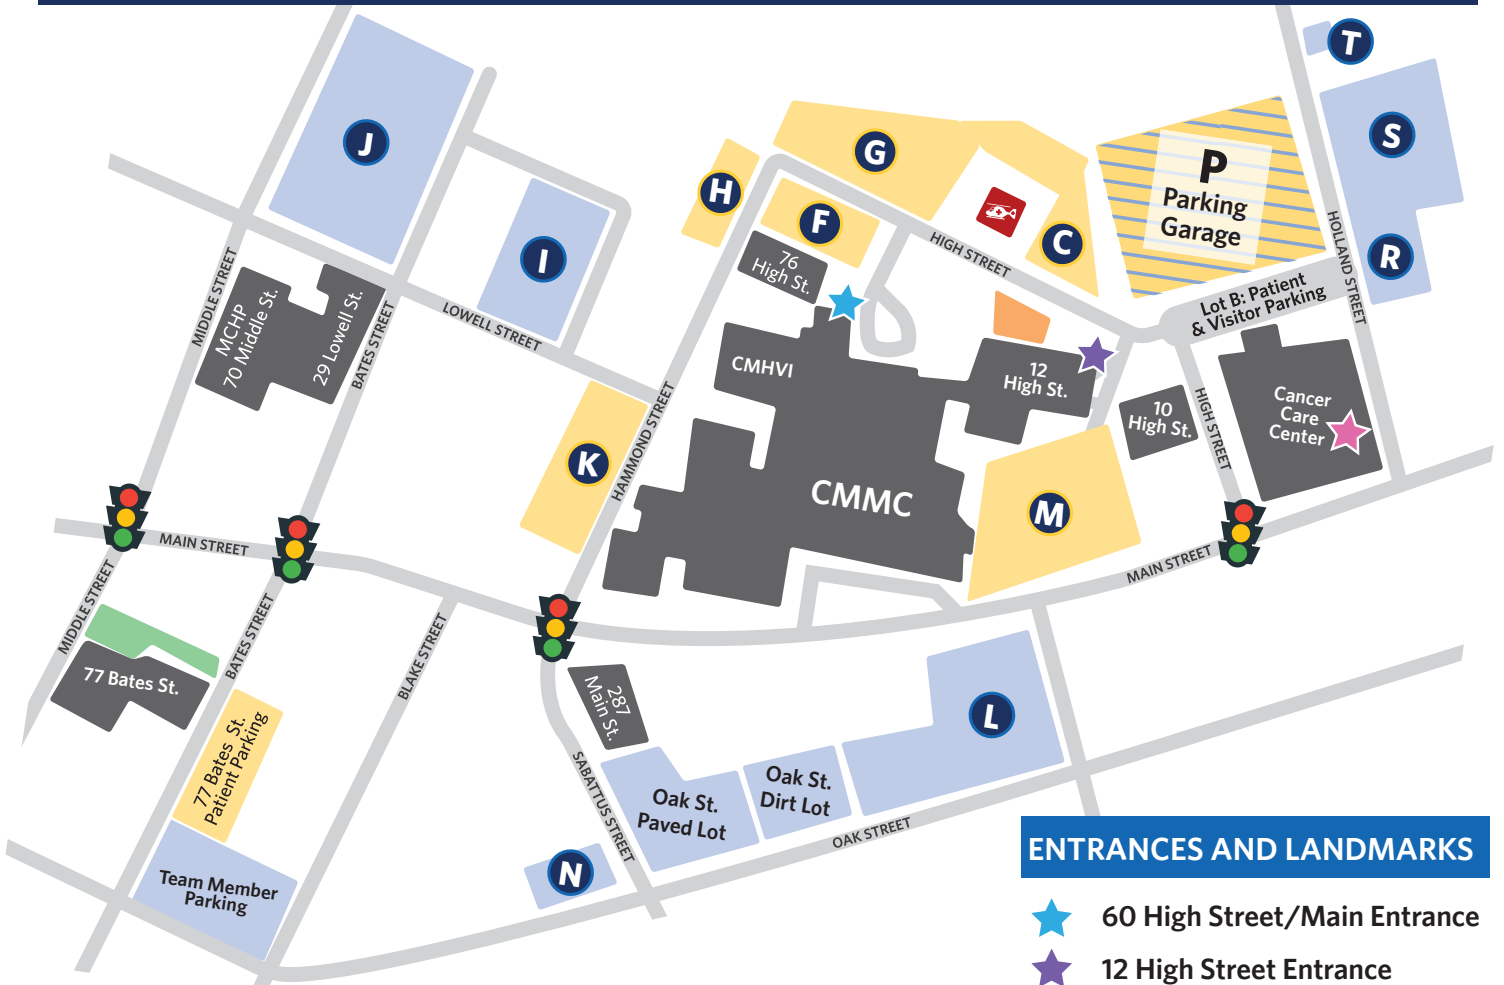 T
J
S
G
P
Parking
Garage
H
F
C
I
R
HIGH STREET
HOLLAND STREET
76
High St.
MIDDLE STREET
MCHP
70 Middle St.
29 Lowell St.
BATES STREET
LOWELL STREET
Lot B: Patient
& Visitor Parking
CMHVI
12
High St.
10
High St.
HIGH STREET
Cancer
Care
Center
HAMMOND STREET
K
CMMC
M
MAIN STREET
MAIN STREET
MIDDLE STREET
BATES STREET
BLAKE STREET
77 Bates St.
287
Main St.
L
77 Bates St.
Patient Parking
SABATTUS STREET
Oak St.
Paved Lot
Oak St.
Dirt Lot
OAK STREET
N
Team Member
Parking
ENTRANCES AND LANDMARKS
60 High Street/Main Entrance
12 High Street Entrance